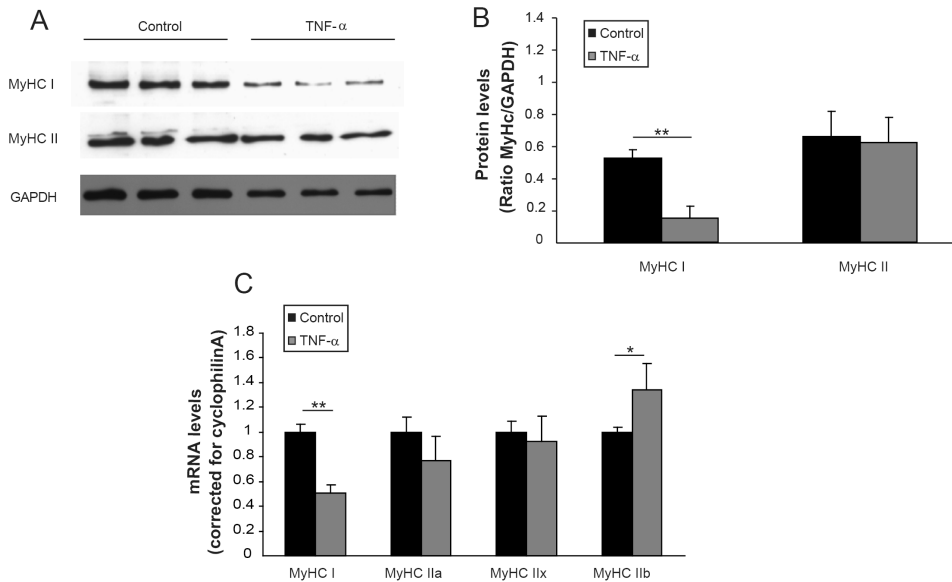 A
Control
TNF-α
MyHC I
MyHC II
GAPDH
B
Control
TNF-α
Protein levels
(Ratio MyHc/GAPDH)
1.4
1.2
1
0.8
0.6
0.4
0.2
0
**
MyHC I
MyHC II
C
Control
TNF-α
mRNA levels
(corrected for cyclophilinA)
1.8
1.6
1.4
1.2
1
0.8
0.6
0.4
0.2
0
**
*
MyHC I
MyHC IIa
MyHC IIx
MyHC IIb